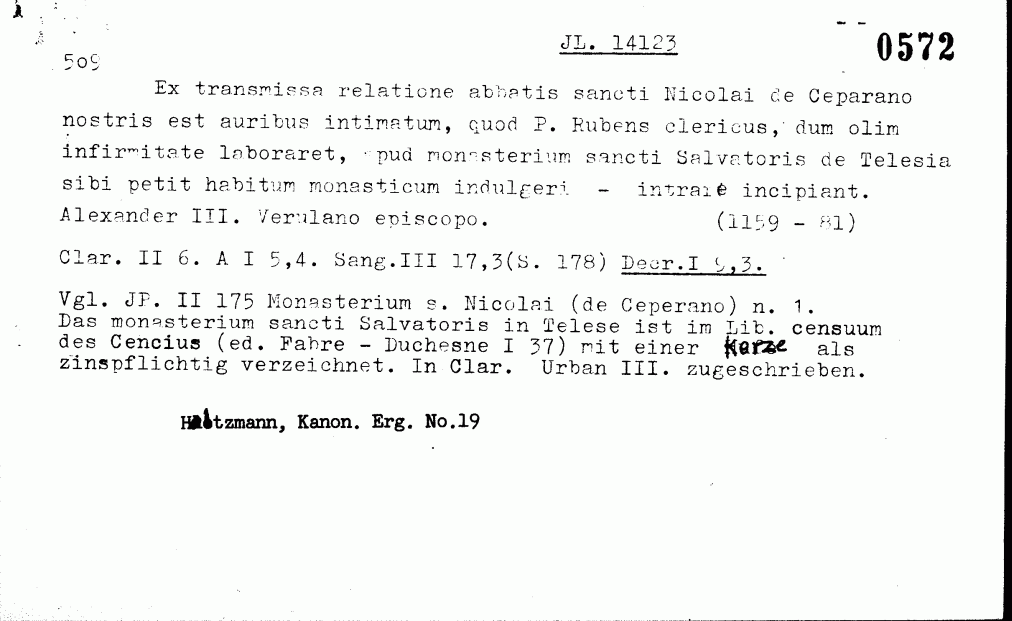 JL. 14123
0572
509
Ex transmissa relatione abbatis sancti Nicolai de Ceparano
nostris est auribus intimatum, quod P. Rubens clericus, dum olim
infirmitate laboraret, apud monasterium sancti Salvatoris de Telesia
sibi petit habitum monasticum indulgeri - intrare incipiant.
Alexander III. Verulano episcopo. (1159 - 81)
Clar. II 6. A I 5,4. Sang.III 17,3(S. 178) Decr.I 9,3.
Vgl. JP. II 175 Monasterium s. Nicolai (de Ceperano) n. 1.
Das monasterium sancti Salvatoris in Telese ist im Lib. censuum
des Cencius (ed. Fabre - Duchesne I 37) mit einer Kerze als
zinspflichtig verzeichnet. In Clar. Urban III. zugeschrieben.
Holtzmann, Kanon. Erg. No.19